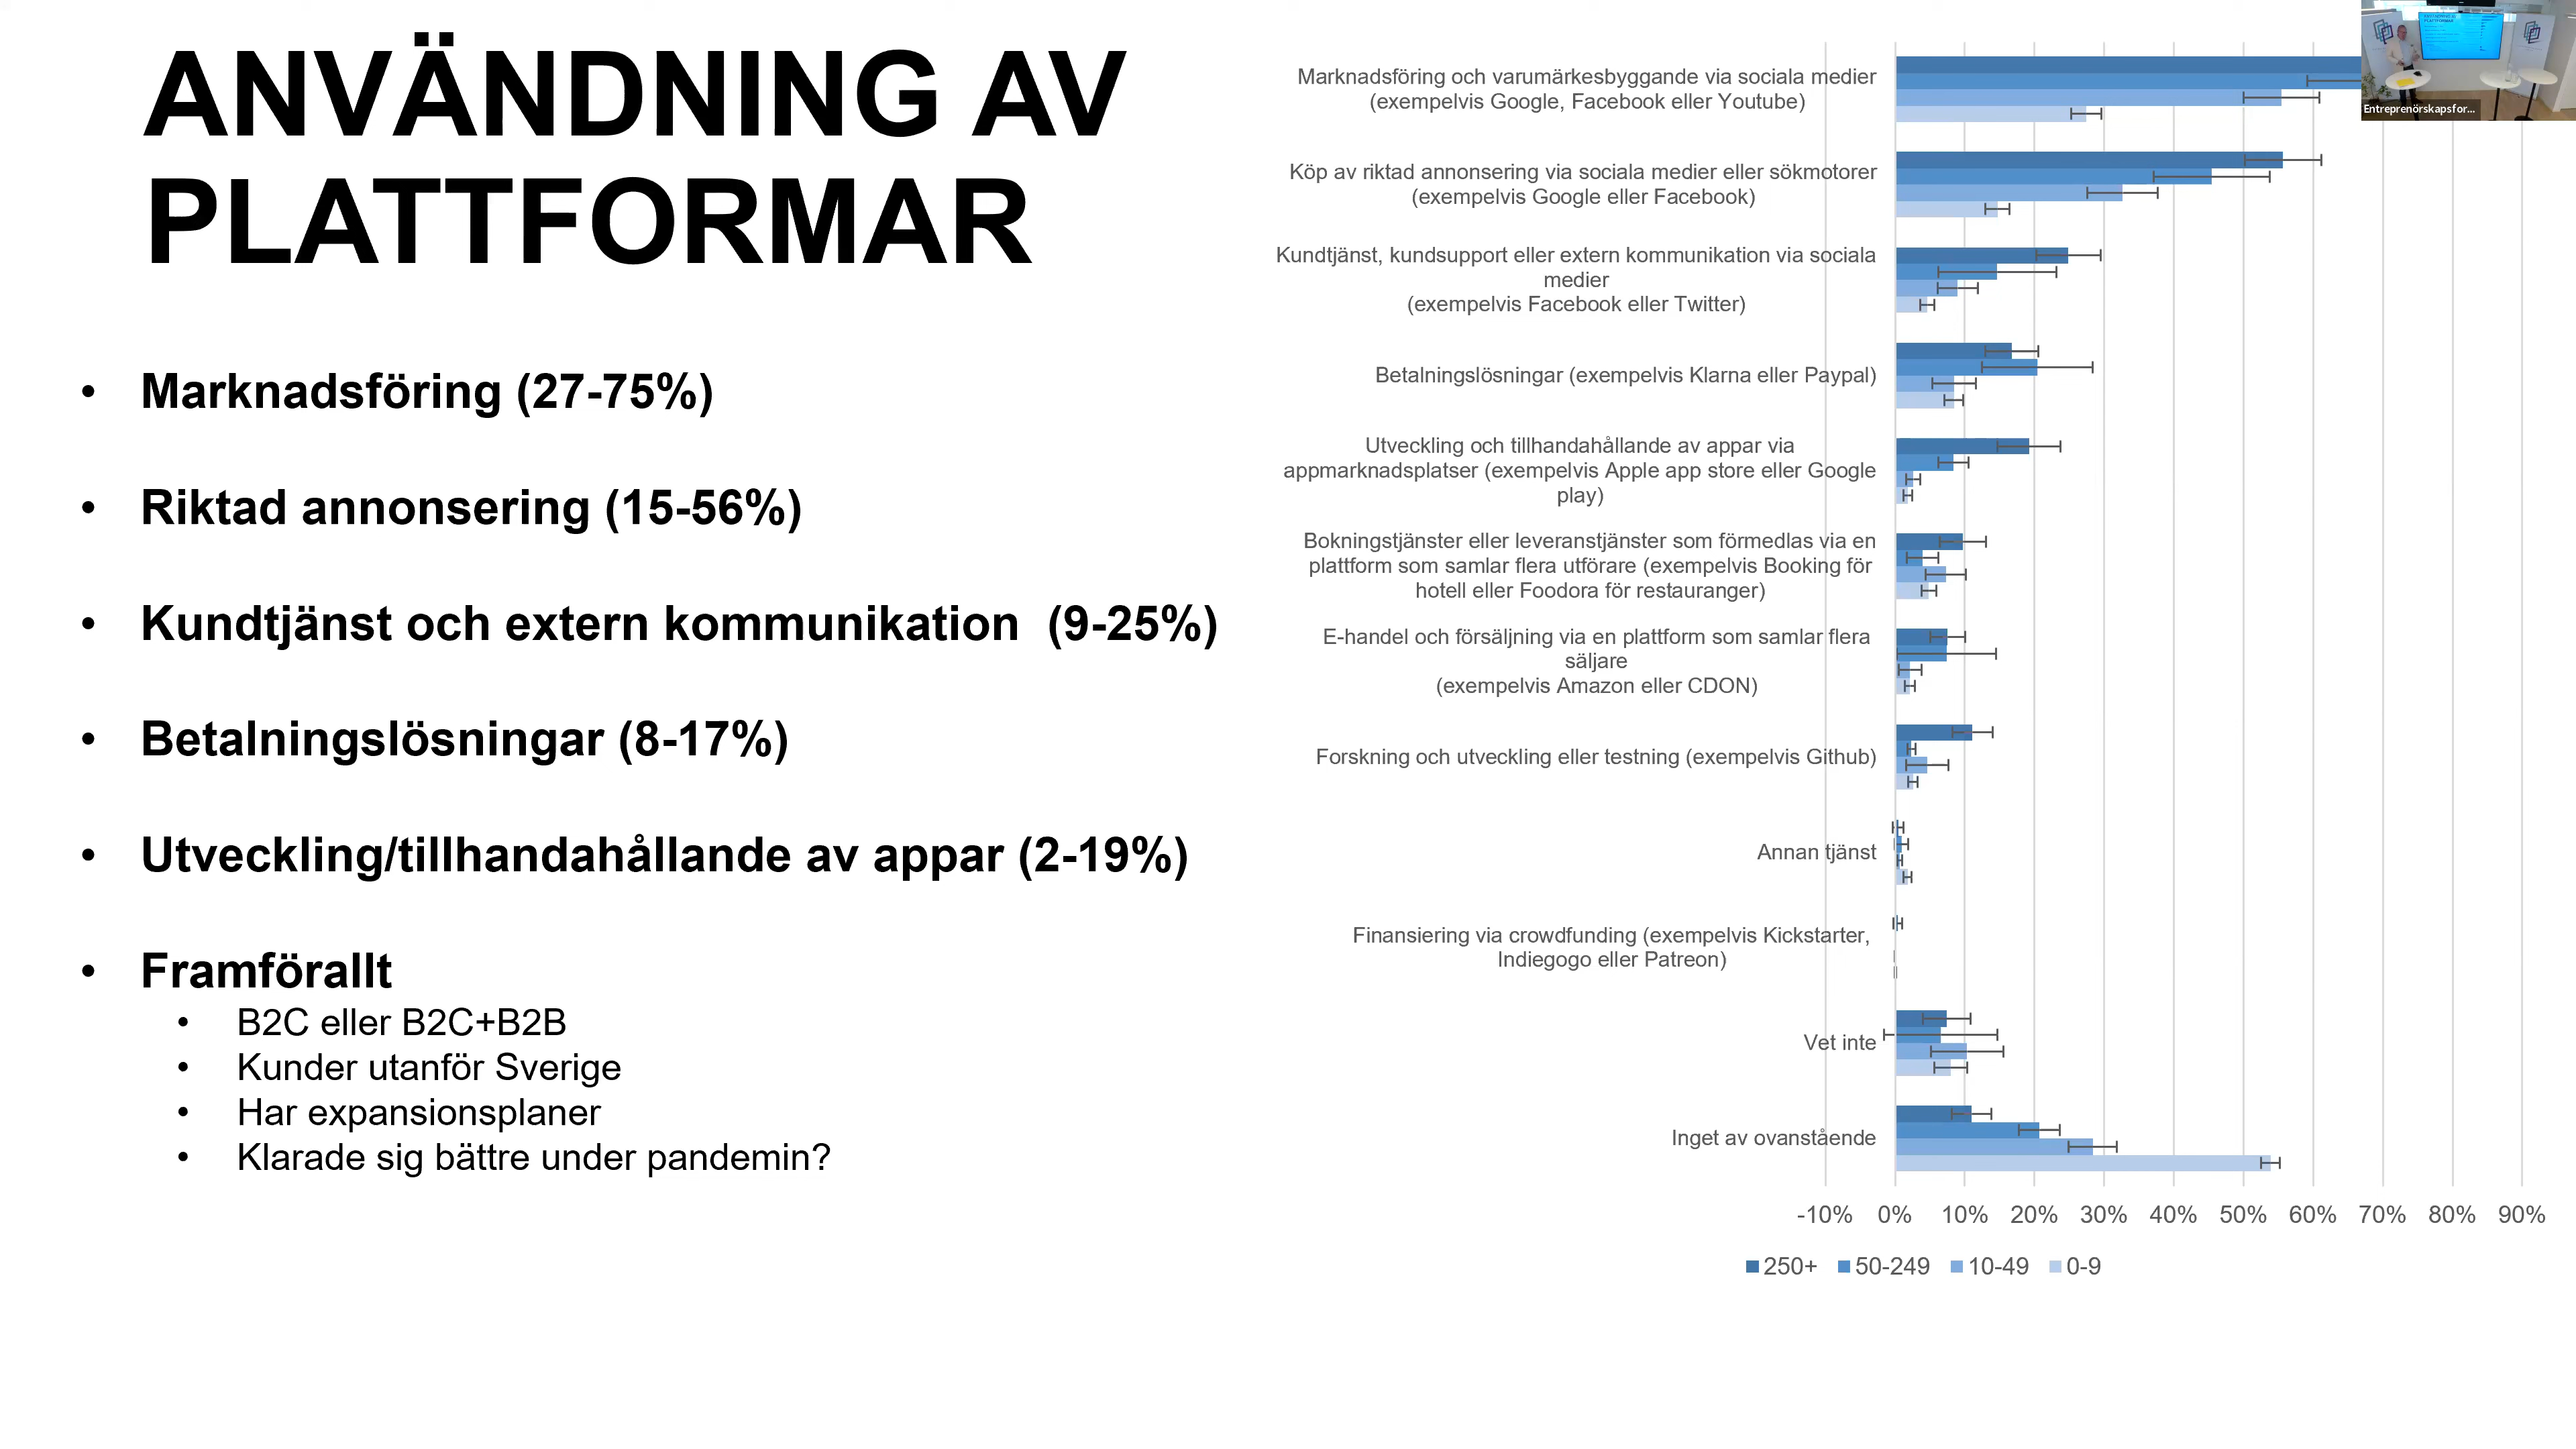 ANVÄNDNING AV
PLATTFORMAR
• Marknadsföring (27-75%)
• Riktad annonsering (15-56%)
• Kundtjänst och extern kommunikation  (9-25%)
• Betalningslösningar (8-17%)
• Utveckling/tillhandahållande av appar (2-19%)
• Framförallt
• B2C eller B2C+B2B
• Kunder utanför Sverige
• Har expansionsplaner
• Klarade sig bättre under pandemin?
Marknadsföring och varumärkesbyggande via sociala medier
(exempelvis Google, Facebook eller Youtube)
Köp av riktad annonsering via sociala medier eller sökmotorer
(exempelvis Google eller Facebook)
Kundtjänst, kundsupport eller extern kommunikation via sociala
medier
(exempelvis Facebook eller Twitter)
Betalningslösningar (exempelvis Klarna eller Paypal)
Utveckling och tillhandahållande av appar via
appmarknadsplatser (exempelvis Apple app store eller Google
play)
Bokningstjänster eller leveranstjänster som förmedlas via en
plattform som samlar flera utförare (exempelvis Booking för
hotell eller Foodora för restauranger)
E-handel och försäljning via en plattform som samlar flera
säljare
(exempelvis Amazon eller CDON)
Forskning och utveckling eller testning (exempelvis Github)
Annan tjänst
Finansiering via crowdfunding (exempelvis Kickstarter,
Indiegogo eller Patreon)
Vet inte
Inget av ovanstående
-10% 0% 10% 20% 30% 40% 50% 60% 70% 80% 90%
250+ 50-249 10-49 0-9
Entreprenörskapsfor...